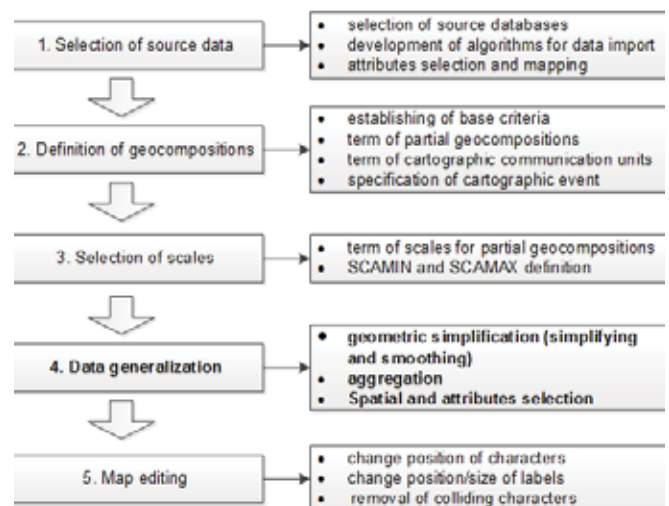 1. Selection of source data
• selection of source databases
• development of algorithms for data import
• attributes selection and mapping
2. Definition of geocompositions
• establishing of base criteria
• term of partial geocompositions
• term of cartographic communication units
• specification of cartographic event
3. Selection of scales
• term of scales for partial geocompositions
• SCAMIN and SCAMAX definition
4. Data generalization
• geometric simplification (simplifying
and smoothing)
• aggregation
• Spatial and attributes selection
5. Map editing
• change position of characters
• change position/size of labels
• removal of colliding characters